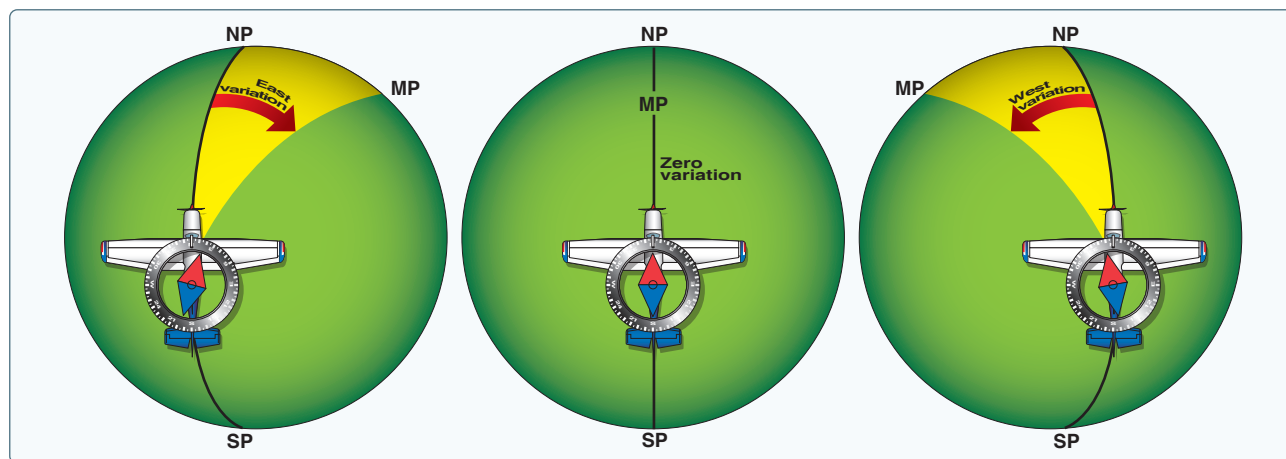 NP
East
variation
MP
SP
NP
MP
Zero
variation
SP
NP
MP
West
variation
SP